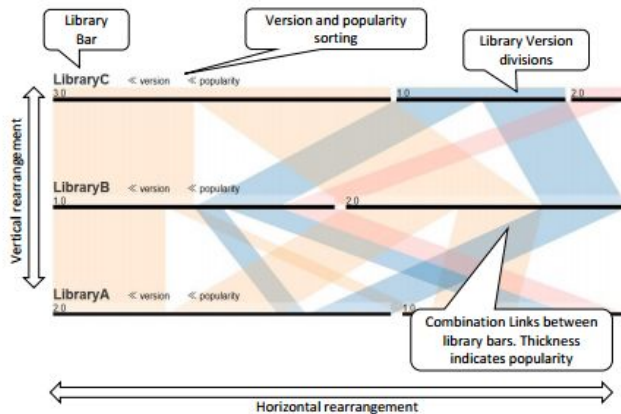 Library
Bar
Version and popularity
sorting
Library Version
divisions
LibraryC
≪ version
≪ popularity
3.0
1.0
2.0
Vertical rearrangement
LibraryB
≪ version
≪ popularity
1.0
2.0
LibraryA
≪ version
≪ popularity
2.0
1.0
Combination Links between
library bars. Thickness
indicates popularity
Horizontal rearrangement